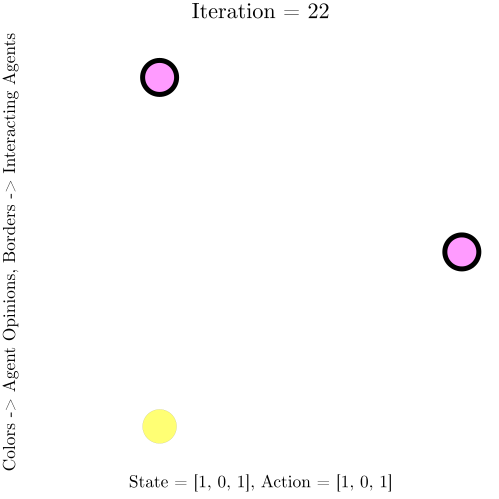 Iteration = 22
Colors -> Agent Opinions, Borders -> Interacting Agents
State = [1, 0, 1], Action = [1, 0, 1]